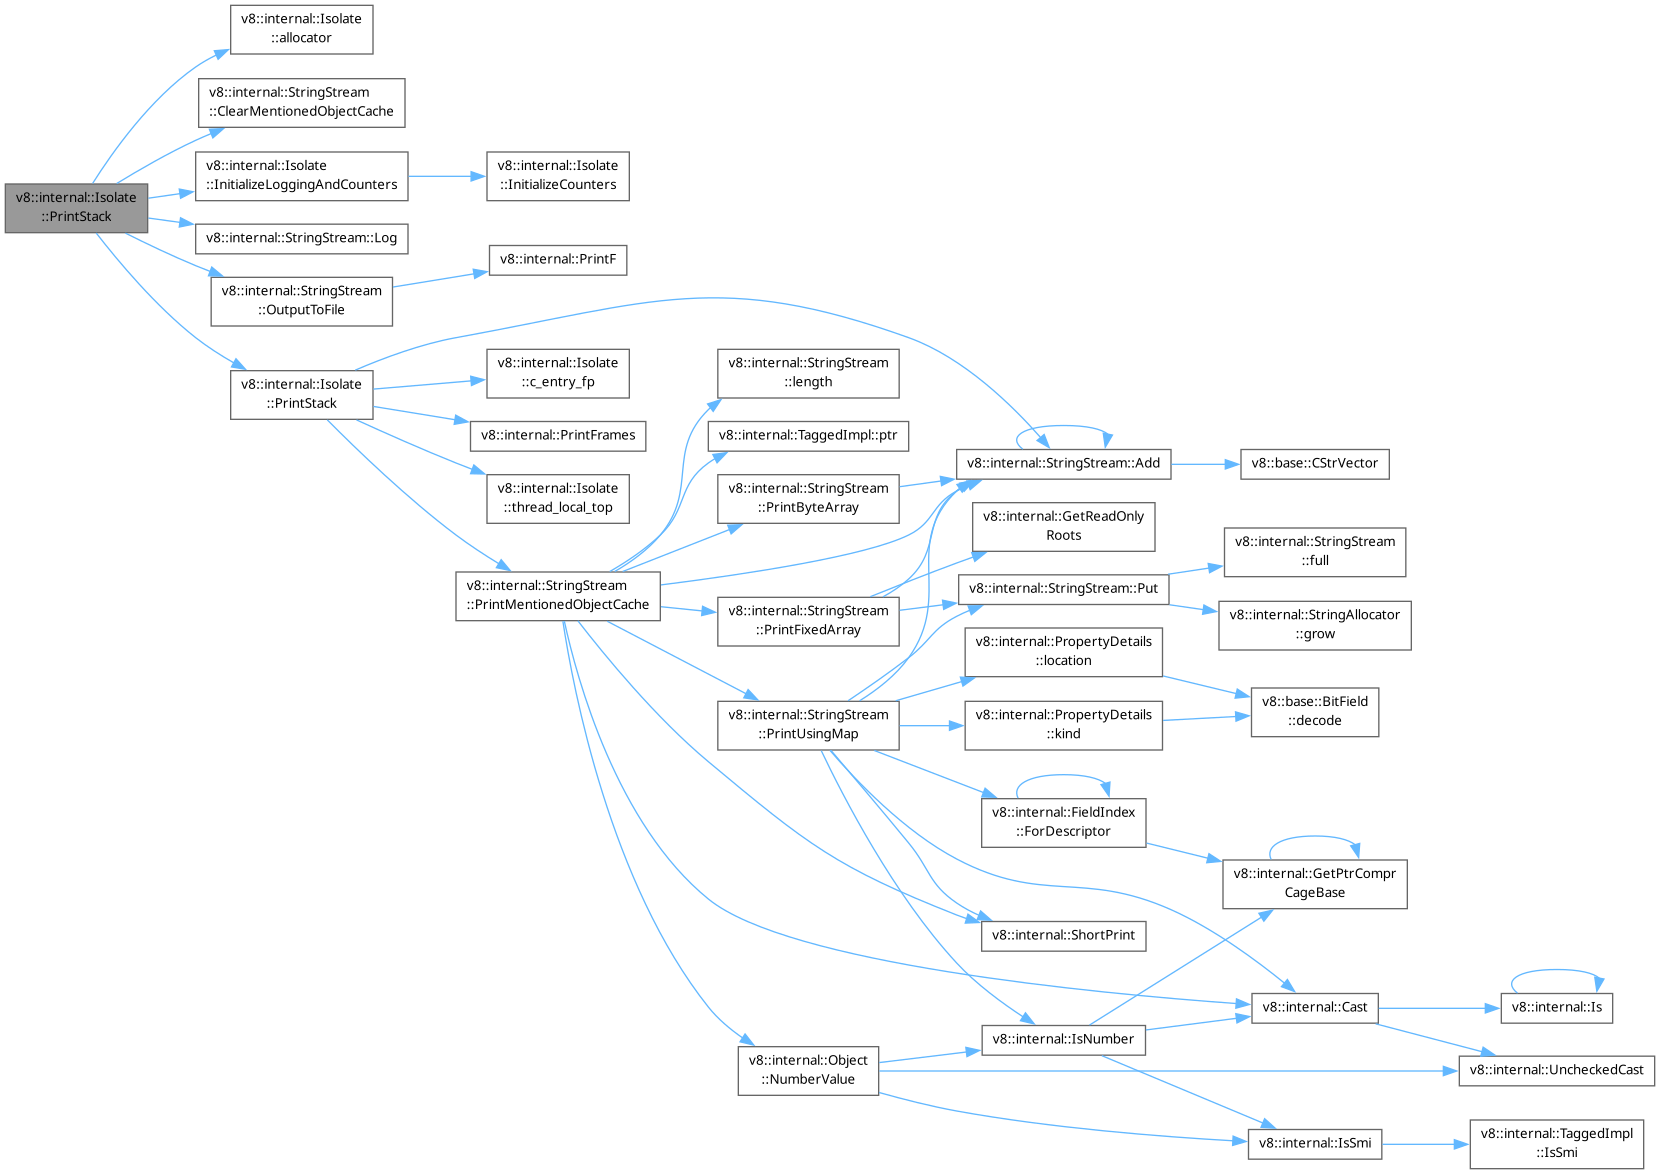 v8::internal::Isolate
::allocator
v8::internal::StringStream
::ClearMentionedObjectCache
v8::internal::Isolate
::InitializeLoggingAndCounters
v8::internal::Isolate
::InitializeCounters
v8::internal::Isolate
::PrintStack
v8::internal::StringStream::Log
v8::internal::PrintF
v8::internal::StringStream
::OutputToFile
v8::internal::Isolate
::PrintStack
v8::internal::Isolate
::c_entry_fp
v8::internal::PrintFrames
v8::internal::Isolate
::thread_local_top
v8::internal::StringStream
::PrintMentionedObjectCache
v8::internal::StringStream
::length
v8::internal::TaggedImpl::ptr
v8::internal::StringStream
::PrintByteArray
v8::internal::StringStream
::PrintFixedArray
v8::internal::StringStream
::PrintUsingMap
v8::internal::Object
::NumberValue
v8::internal::StringStream::Add
v8::internal::GetReadOnly
Roots
v8::internal::StringStream::Put
v8::internal::PropertyDetails
::location
v8::internal::PropertyDetails
::kind
v8::internal::FieldIndex
::ForDescriptor
v8::internal::ShortPrint
v8::internal::IsNumber
v8::base::CStrVector
v8::internal::StringStream
::full
v8::internal::StringAllocator
::grow
v8::base::BitField
::decode
v8::internal::GetPtrCompr
CageBase
v8::internal::Cast
v8::internal::IsSmi
v8::internal::Is
v8::internal::UncheckedCast
v8::internal::TaggedImpl
::IsSmi